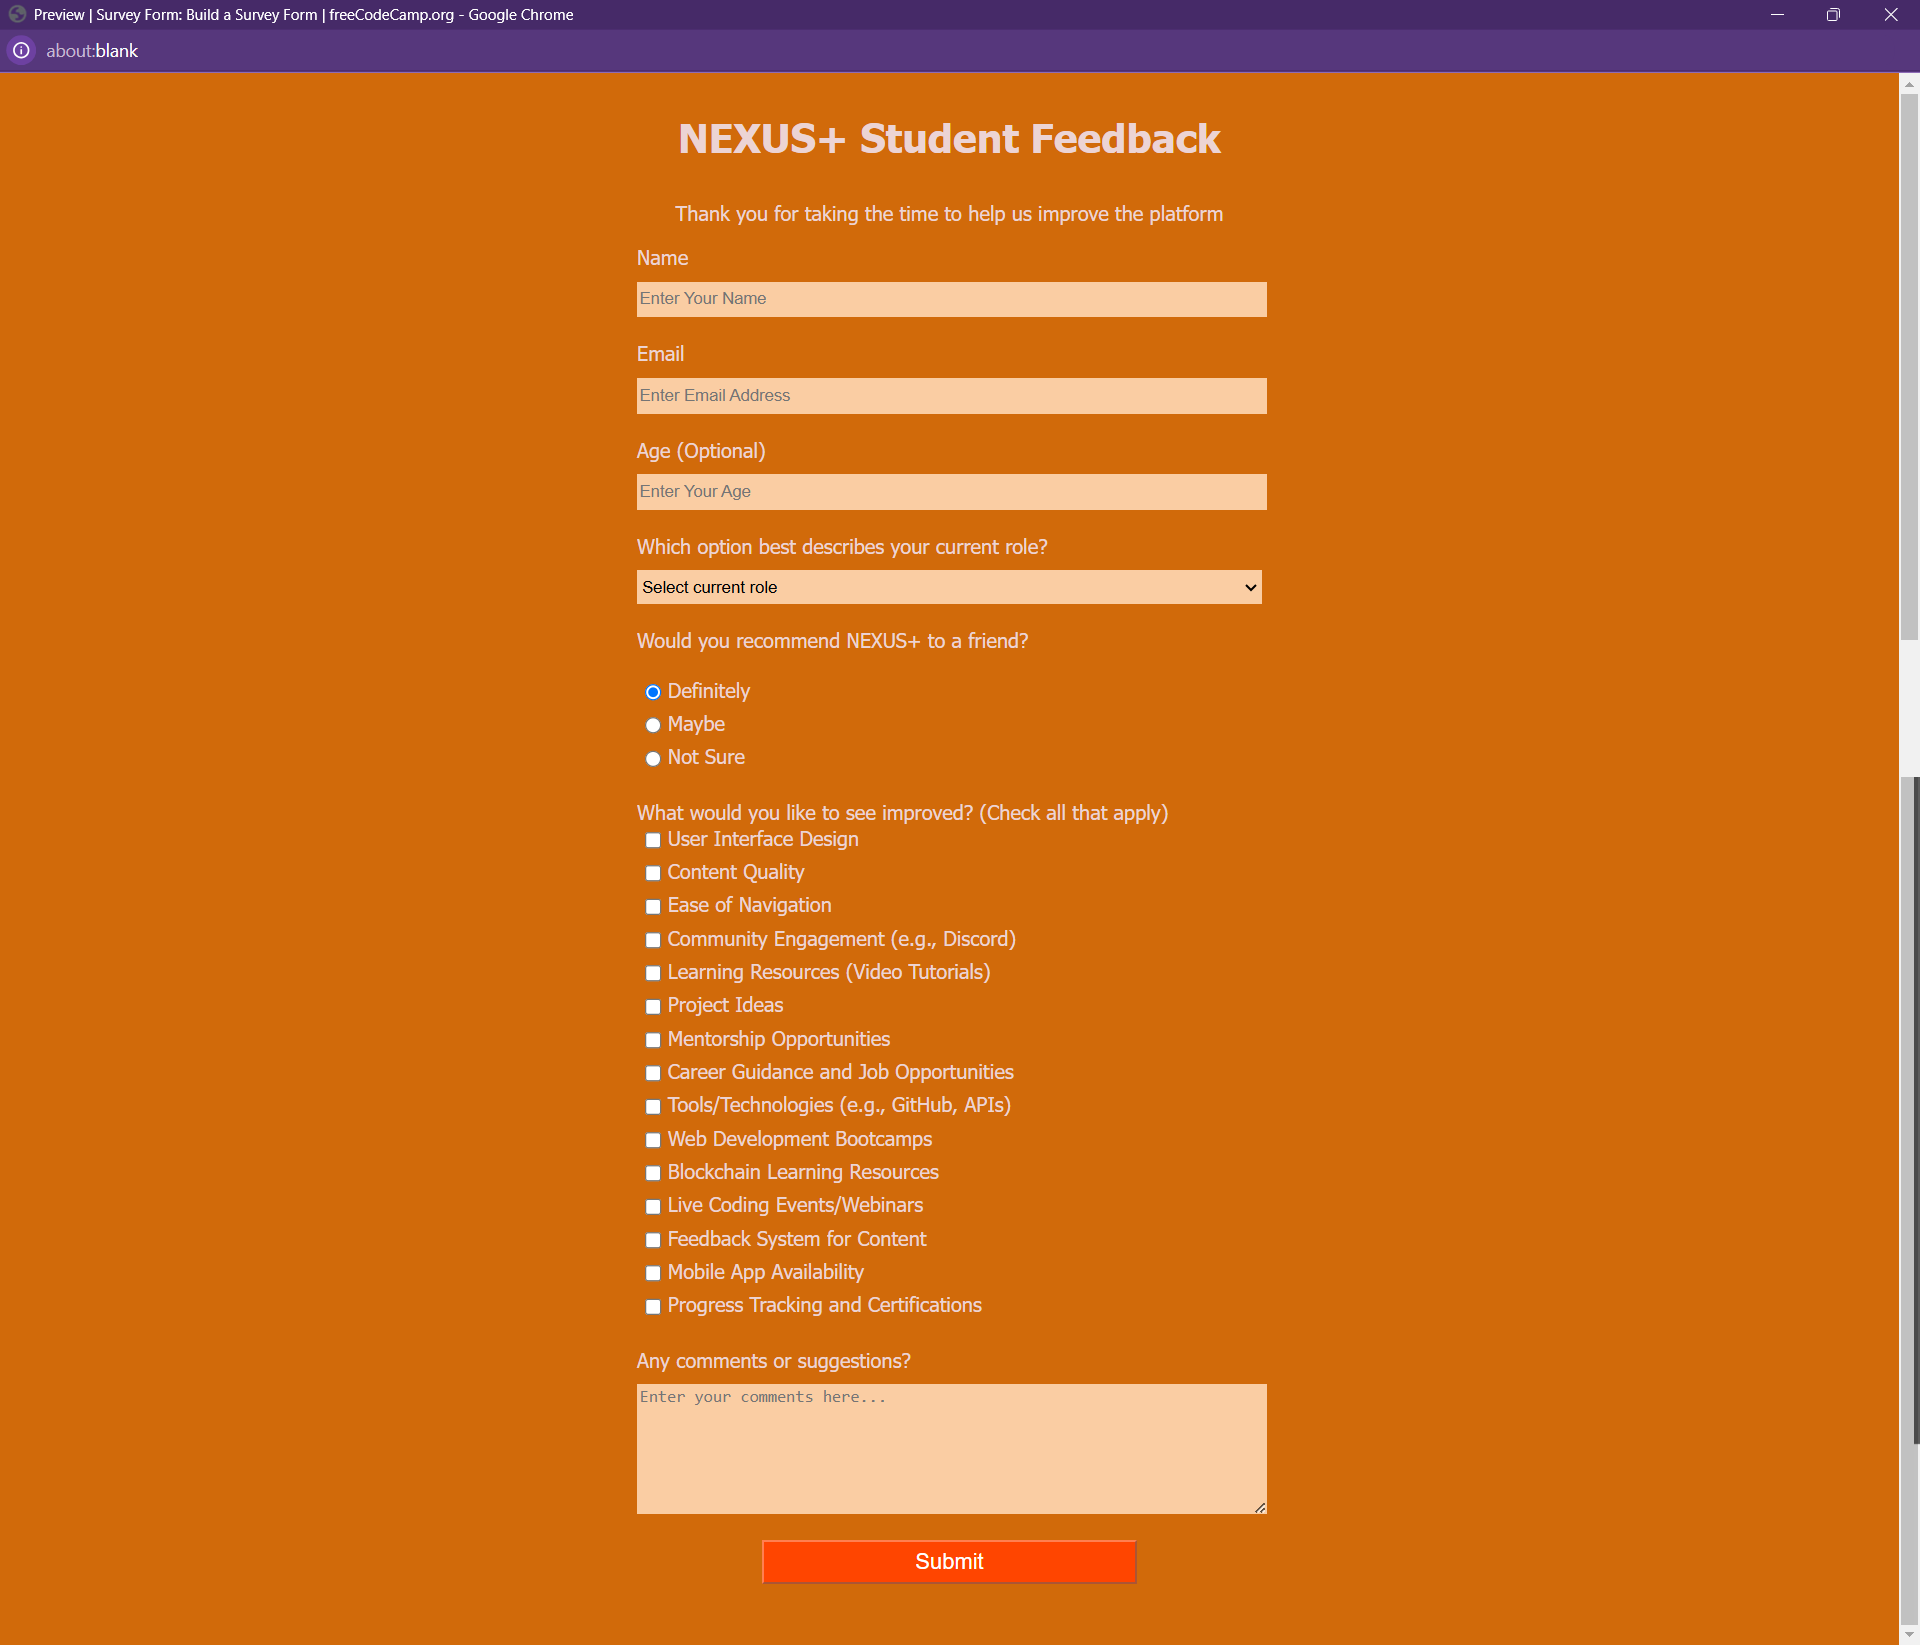 Preview | Survey Form: Build a Survey Form | freeCodeCamp.org - Google Chrome
about:blank
NEXUS+ Student Feedback
Thank you for taking the time to help us improve the platform
Name
Enter Your Name
Email
Enter Email Address
Age (Optional)
Enter Your Age
Which option best describes your current role?
Select current role
Would you recommend NEXUS+ to a friend?
Definitely
Maybe
Not Sure
What would you like to see improved? (Check all that apply)
User Interface Design
Content Quality
Ease of Navigation
Community Engagement (e.g., Discord)
Learning Resources (Video Tutorials)
Project Ideas
Mentorship Opportunities
Career Guidance and Job Opportunities
Tools/Technologies (e.g., GitHub, APIs)
Web Development Bootcamps
Blockchain Learning Resources
Live Coding Events/Webinars
Feedback System for Content
Mobile App Availability
Progress Tracking and Certifications
Any comments or suggestions?
Enter your comments here...
Submit